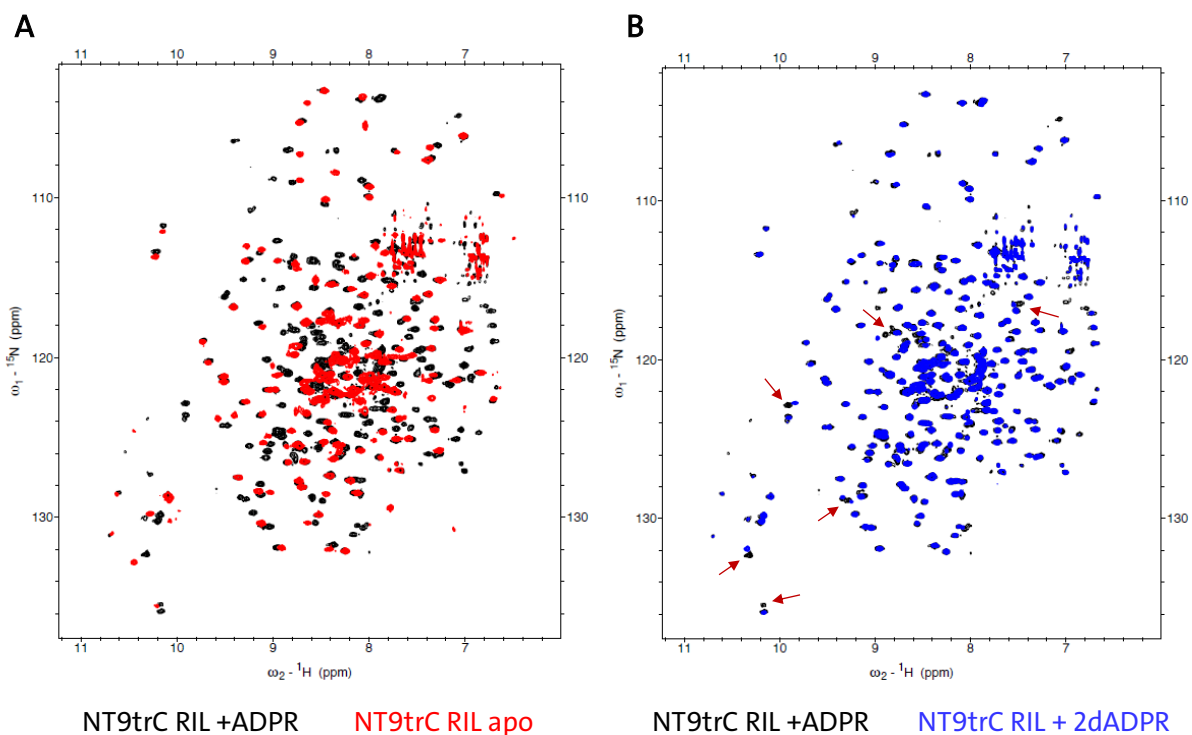 A
B
11 10 9 8 7
11 10 9 8 7
110
120
130
110
120
130
110
120
130
110
120
130
ω1 - 15N (ppm)
ω1 - 15N (ppm)
11 10 9 8 7
11 10 9 8 7
ω2 - 1H (ppm)
ω2 - 1H (ppm)
NT9trC RIL +ADPR NT9trC RIL apo
NT9trC RIL +ADPR NT9trC RIL + 2dADPR